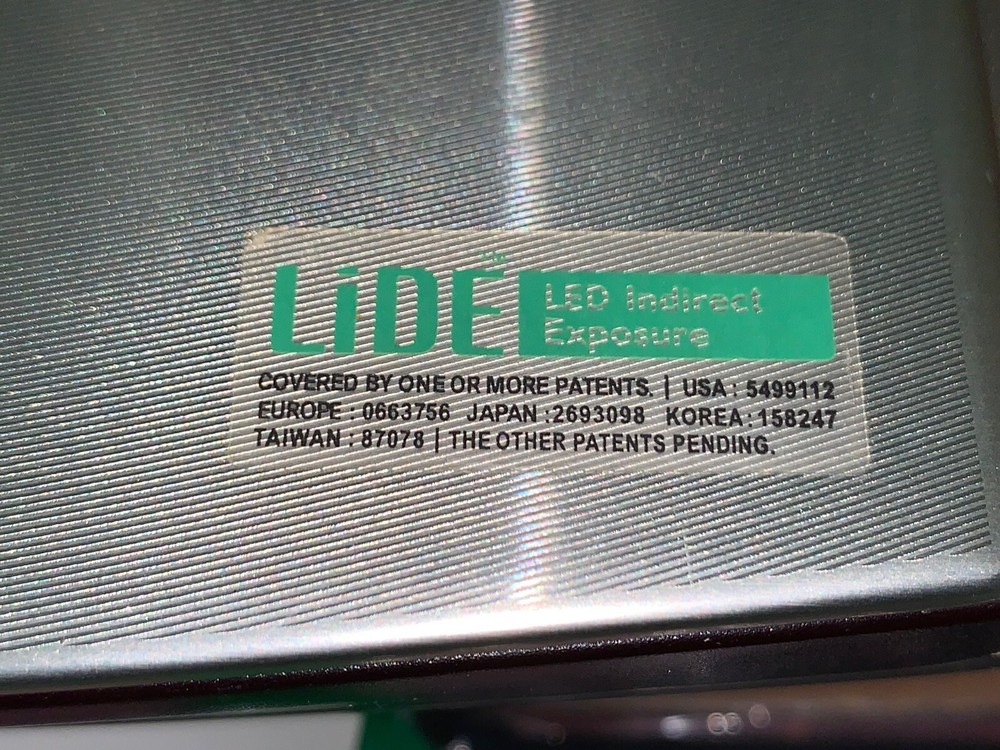 LiDE™
LED Indirect
Exposure
COVERED BY ONE OR MORE PATENTS. | USA : 5499112
EUROPE : 0663756 JAPAN :2693098 KOREA : 158247
TAIWAN : 87078 | THE OTHER PATENTS PENDING.